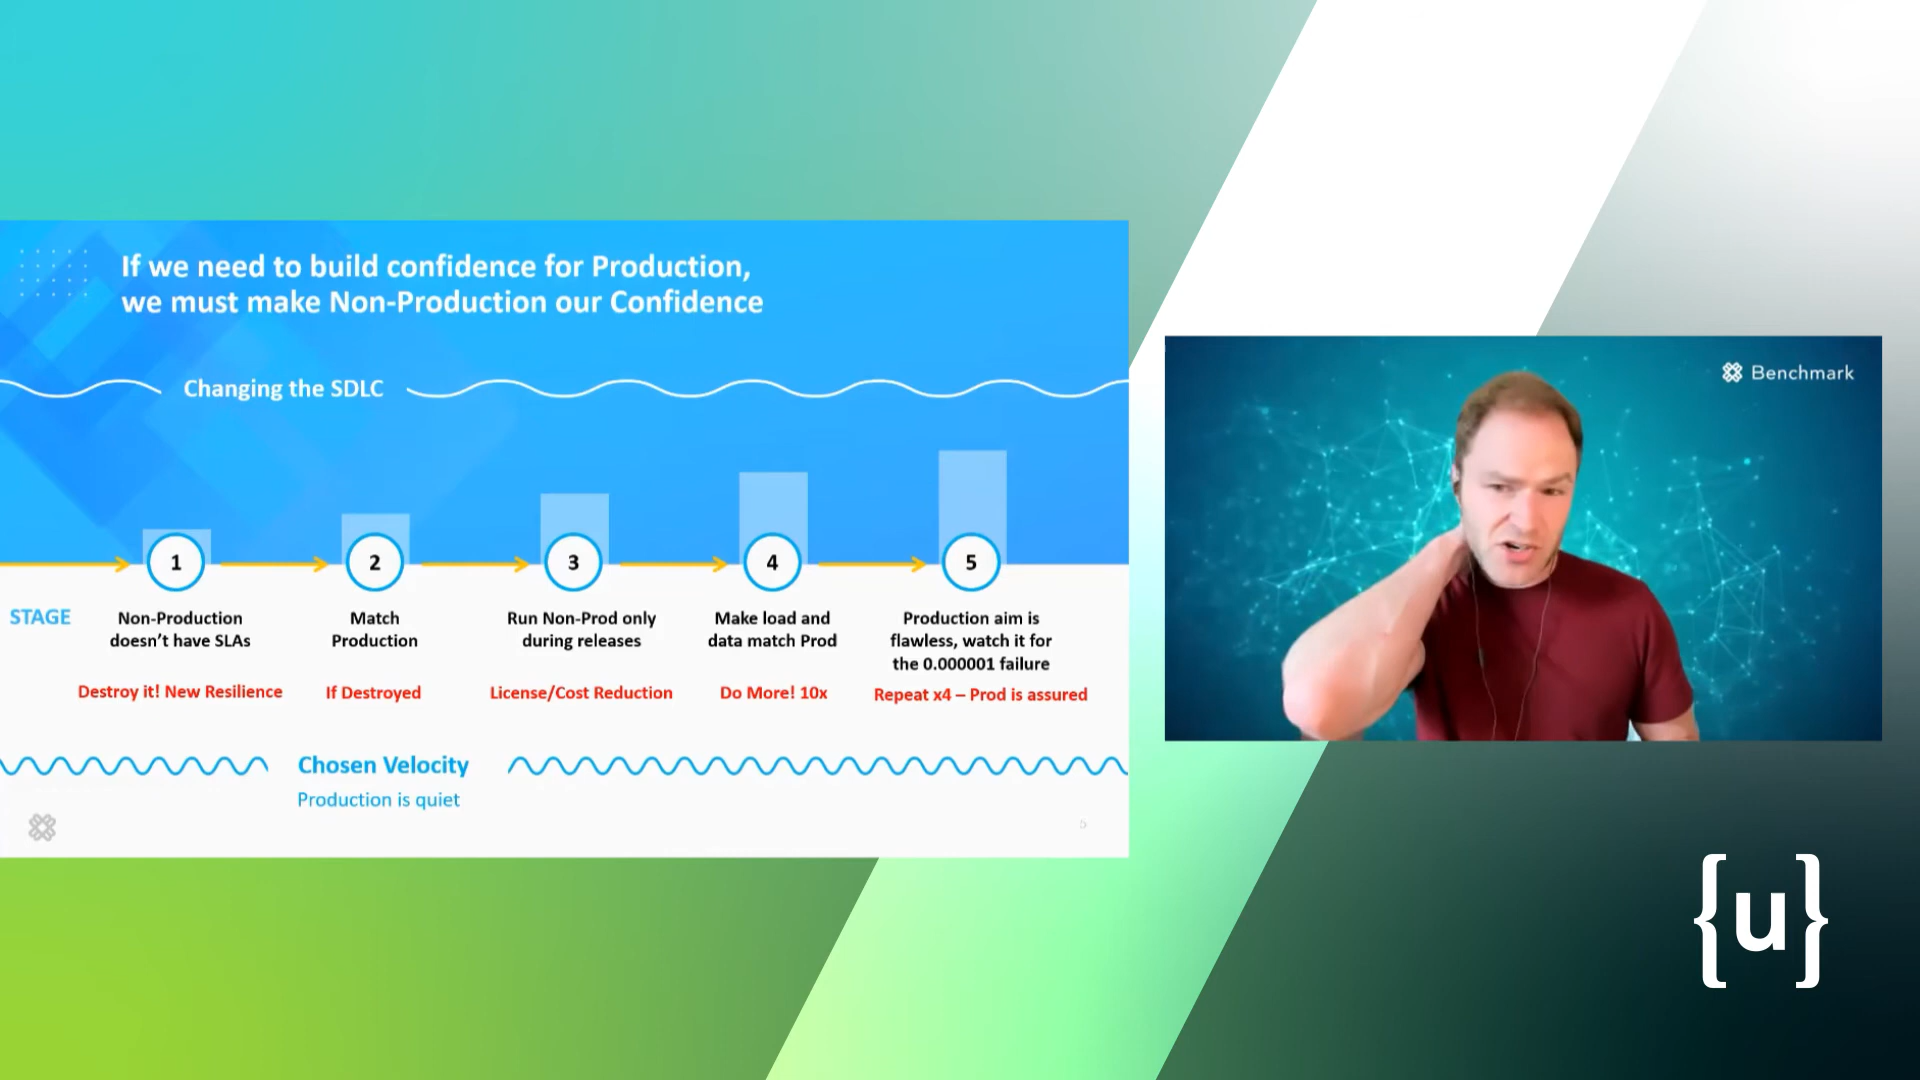 If we need to build confidence for Production,
we must make Non-Production our Confidence
Changing the SDLC
1
2
3
4
5
STAGE
Non-Production
doesn't have SLAs
Destroy it! New Resilience
Match
Production
If Destroyed
Run Non-Prod only
during releases
License/Cost Reduction
Make load and
data match Prod
Do More! 10x
Production aim is
flawless, watch it for
the 0.000001 failure
Repeat x4 – Prod is assured
Chosen Velocity
Production is quiet
5
Benchmark
{u}